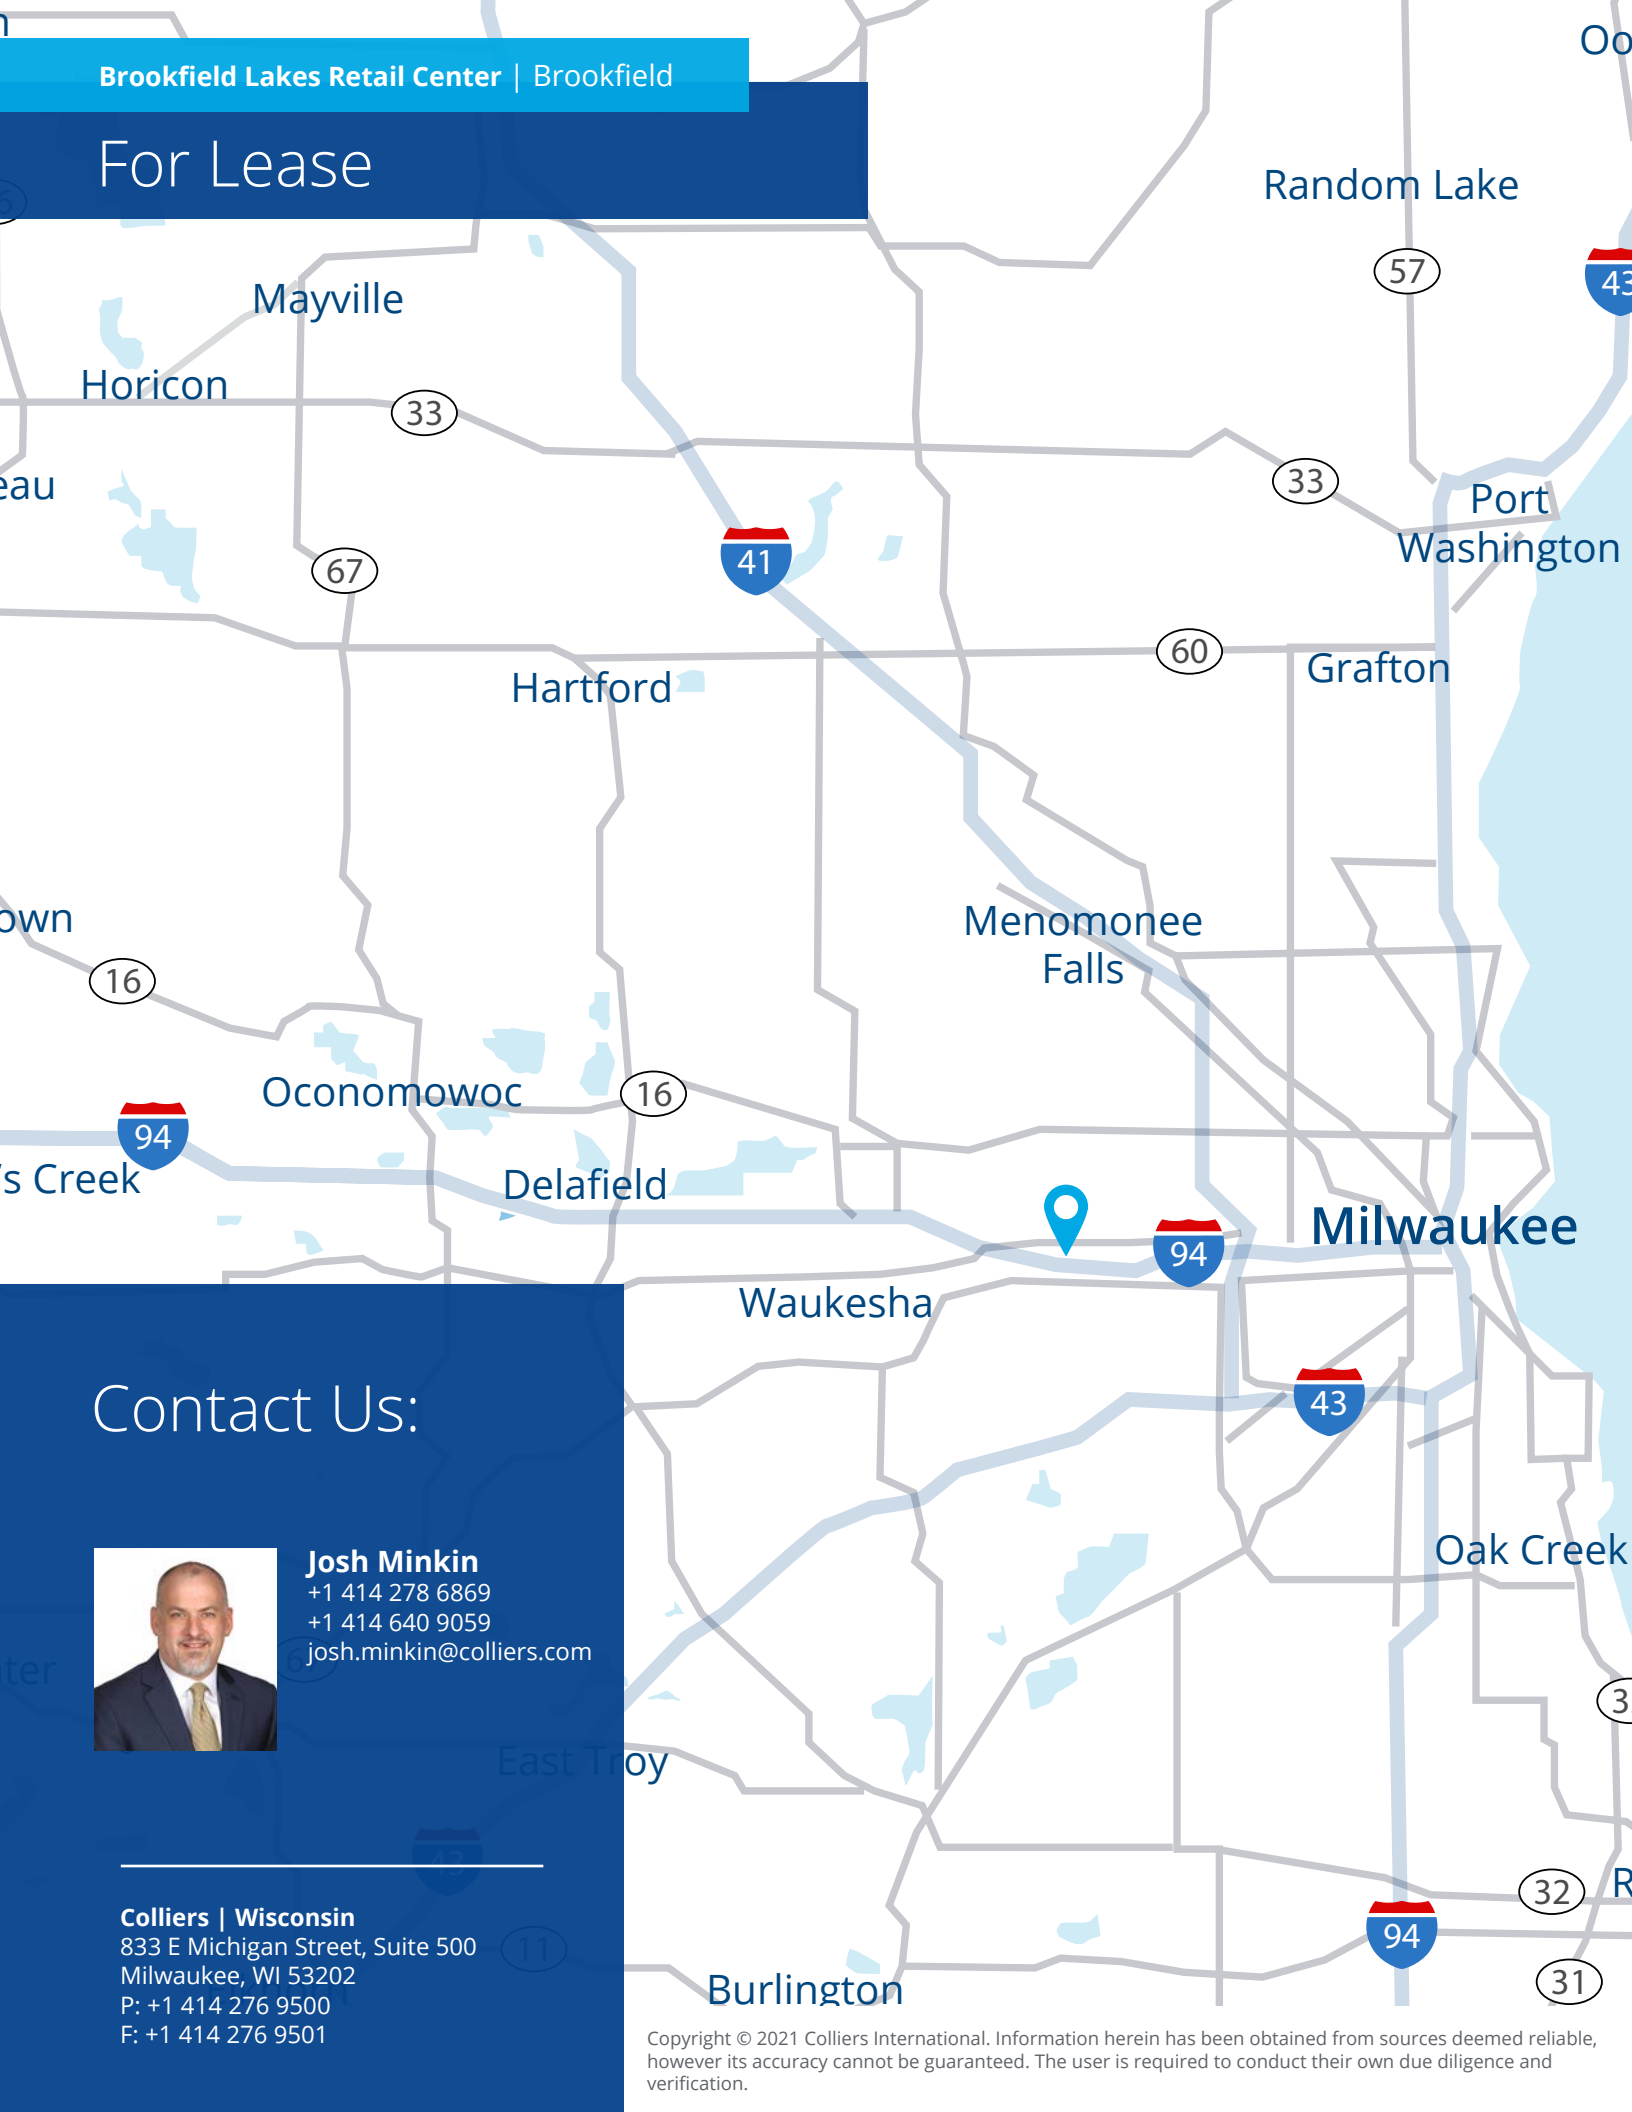 Brookfield Lakes Retail Center | Brookfield
For Lease
Random Lake
57
43
Mayville
Horicon
33
33
Port
Washington
41
67
60
Grafton
Hartford
Menomonee
Falls
16
Oconomowoc
16
94
Delafield
's Creek
94
Milwaukee
Waukesha
43
Contact Us:
Josh Minkin
+1 414 278 6869
+1 414 640 9059
josh.minkin@colliers.com
Oak Creek
East Troy
43
Colliers | Wisconsin
833 E Michigan Street, Suite 500
Milwaukee, WI 53202
P: +1 414 276 9500
F: +1 414 276 9501
11
32
94
31
Burlington
Copyright © 2021 Colliers International. Information herein has been obtained from sources deemed reliable,
however its accuracy cannot be guaranteed. The user is required to conduct their own due diligence and
verification.